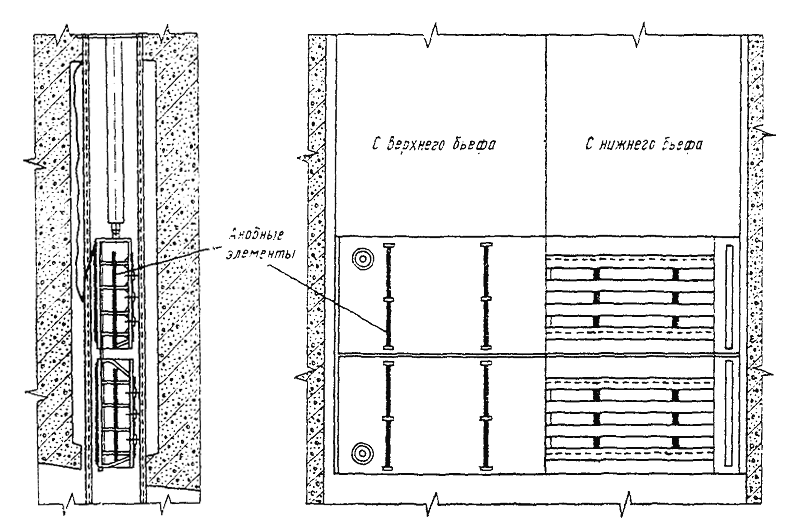 С верхнего бьефа
С нижнего бьефа
Анодные
элементы